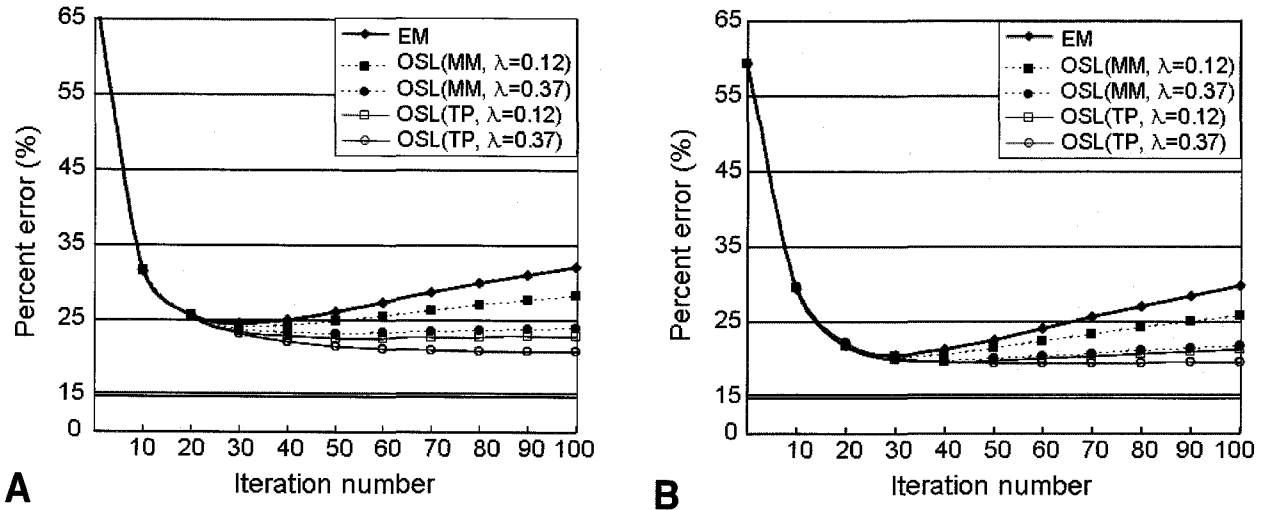 65
55
45
35
25
15
0
Percent error (%)
EM
OSL(MM, λ=0.12)
OSL(MM, λ=0.37)
OSL(TP, λ=0.12)
OSL(TP, λ=0.37)
10 20 30 40 50 60 70 80 90 100
Iteration number
A
65
55
45
35
25
15
0
Percent error (%)
EM
OSL(MM, λ=0.12)
OSL(MM, λ=0.37)
OSL(TP, λ=0.12)
OSL(TP, λ=0.37)
10 20 30 40 50 60 70 80 90 100
Iteration number
B